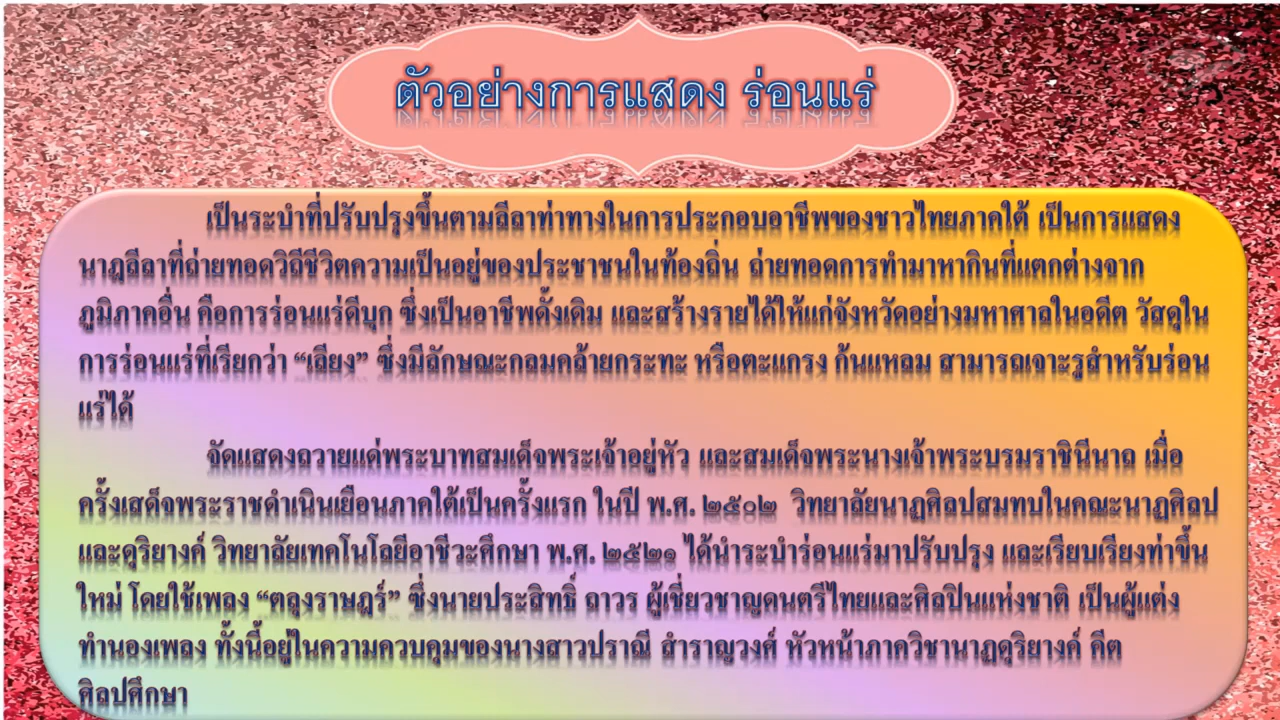 ตัวอย่างการแสดง ร่อนแร่
เป็นระบำที่ปรับปรุงขึ้นตามลีลาท่าทางในการประกอบอาชีพของชาวไทยภาคใต้ เป็นการแสดง
นาฏลีลาที่ถ่ายทอดวิถีชีวิตความเป็นอยู่ของประชาชนในท้องถิ่น ถ่ายทอดการทำมาหากินที่แตกต่างจาก
ภูมิภาคอื่น คือการร่อนแร่ดีบุก ซึ่งเป็นอาชีพดั้งเดิม และสร้างรายได้ให้แก่จังหวัดอย่างมหาศาลในอดีต วัสดุใน
การร่อนแร่ที่เรียกว่า “เลียง” ซึ่งมีลักษณะกลมคล้ายกระทะ หรือตะแกรง ก้นแหลม สามารถเจาะรูสำหรับร่อน
แร่ได้
จัดแสดงถวายแด่พระบาทสมเด็จพระเจ้าอยู่หัว และสมเด็จพระนางเจ้าพระบรมราชินีนาถ เมื่อ
ครั้งเสด็จพระราชดำเนินเยือนภาคใต้เป็นครั้งแรก ในปี พ.ศ. ๒๕๐๒ วิทยาลัยนาฏศิลปสมทบในคณะนาฏศิลป
และดุริยางค์ วิทยาลัยเทคโนโลยีอาชีวะศึกษา พ.ศ. ๒๕๒๑ ได้นำระบำร่อนแร่มาปรับปรุง และเรียบเรียงท่าขึ้น
ใหม่ โดยใช้เพลง “ตลุงราษฎร์” ซึ่งนายประสิทธิ์ ถาวร ผู้เชี่ยวชาญดนตรีไทยและศิลปินแห่งชาติ เป็นผู้แต่ง
ทำนองเพลง ทั้งนี้อยู่ในความควบคุมของนางสาวปราณี สำราญวงศ์ หัวหน้าภาควิชานาฏดุริยางค์ คีต
ศิลปศึกษา